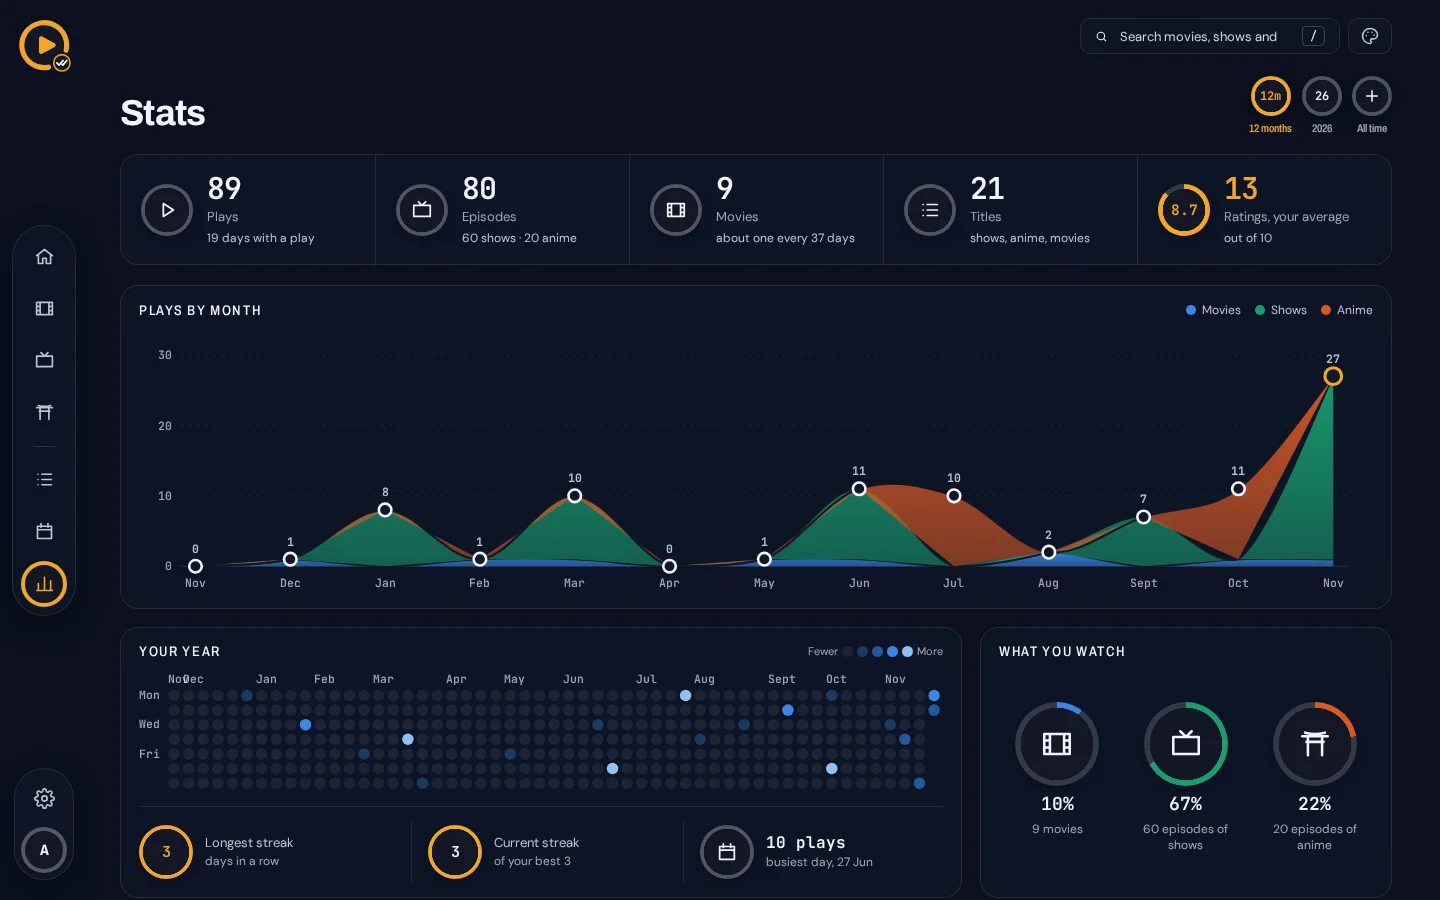 Search movies, shows and
/
Stats
12m
26
12 months
2026
All time
89
Plays
19 days with a play
80
Episodes
60 shows · 20 anime
9
Movies
about one every 37 days
21
Titles
shows, anime, movies
8.7
13
Ratings, your average
out of 10
PLAYS BY MONTH
Movies
Shows
Anime
30
20
10
0
0
1
8
1
10
0
1
11
10
2
7
11
27
Nov
Dec
Jan
Feb
Mar
Apr
May
Jun
Jul
Aug
Sept
Oct
Nov
YOUR YEAR
Fewer
More
Nov
Dec
Jan
Feb
Mar
Apr
May
Jun
Jul
Aug
Sept
Oct
Nov
Mon
Wed
Fri
3
Longest streak
days in a row
3
Current streak
of your best 3
10 plays
busiest day, 27 Jun
WHAT YOU WATCH
10%
9 movies
67%
60 episodes of
shows
22%
20 episodes of
anime
A